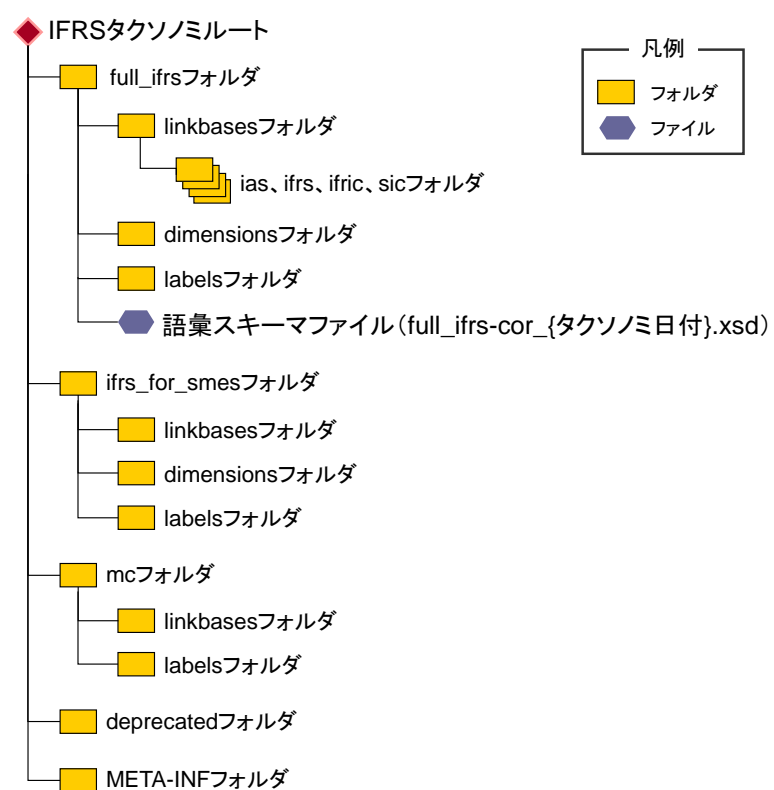 IFRSタクソノミルート
凡例
フォルダ
ファイル
full_ifrsフォルダ
linkbasesフォルダ
ias、ifrs、ifric、sicフォルダ
dimensionsフォルダ
labelsフォルダ
語彙スキーマファイル（full_ifrs-cor_{タクソノミ日付}.xsd）
ifrs_for_smesフォルダ
linkbasesフォルダ
dimensionsフォルダ
labelsフォルダ
mcフォルダ
linkbasesフォルダ
labelsフォルダ
deprecatedフォルダ
META-INFフォルダ